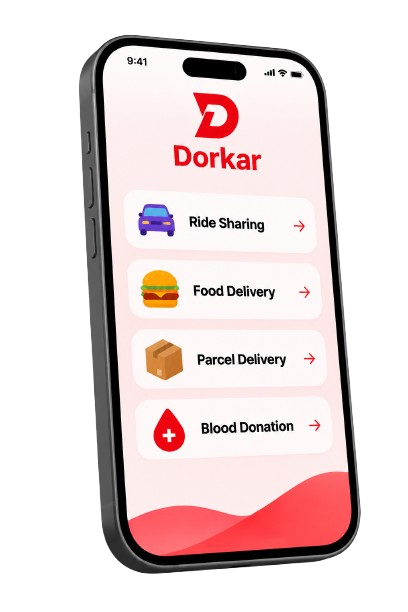 9:41
Dorkar
Ride Sharing
Food Delivery
Parcel Delivery
Blood Donation